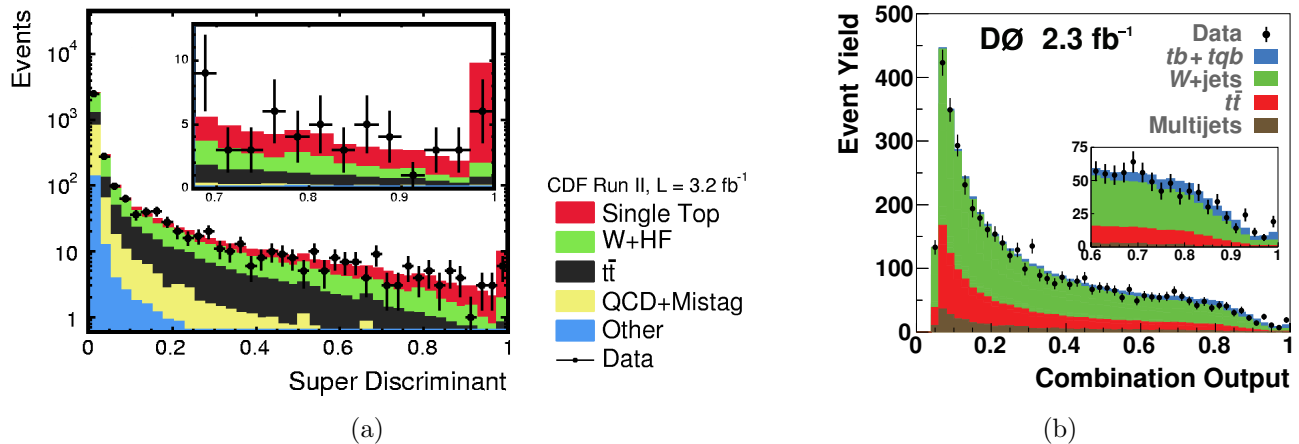 Events
10⁴
10³
10²
10
1
0
0.2
0.4
0.6
0.8
1
Super Discriminant
10
5
0
0.7
0.8
0.9
1
CDF Run II, L = 3.2 fb⁻¹
Single Top
W+HF
tt̄
QCD+Mistag
Other
Data
(a)
Event Yield
500
400
300
200
100
0
0.2
0.4
0.6
0.8
1
Combination Output
DØ 2.3 fb⁻¹
Data
tb + tqb
W+jets
tt̄
Multijets
75
50
25
0
0.6
0.7
0.8
0.9
1
(b)